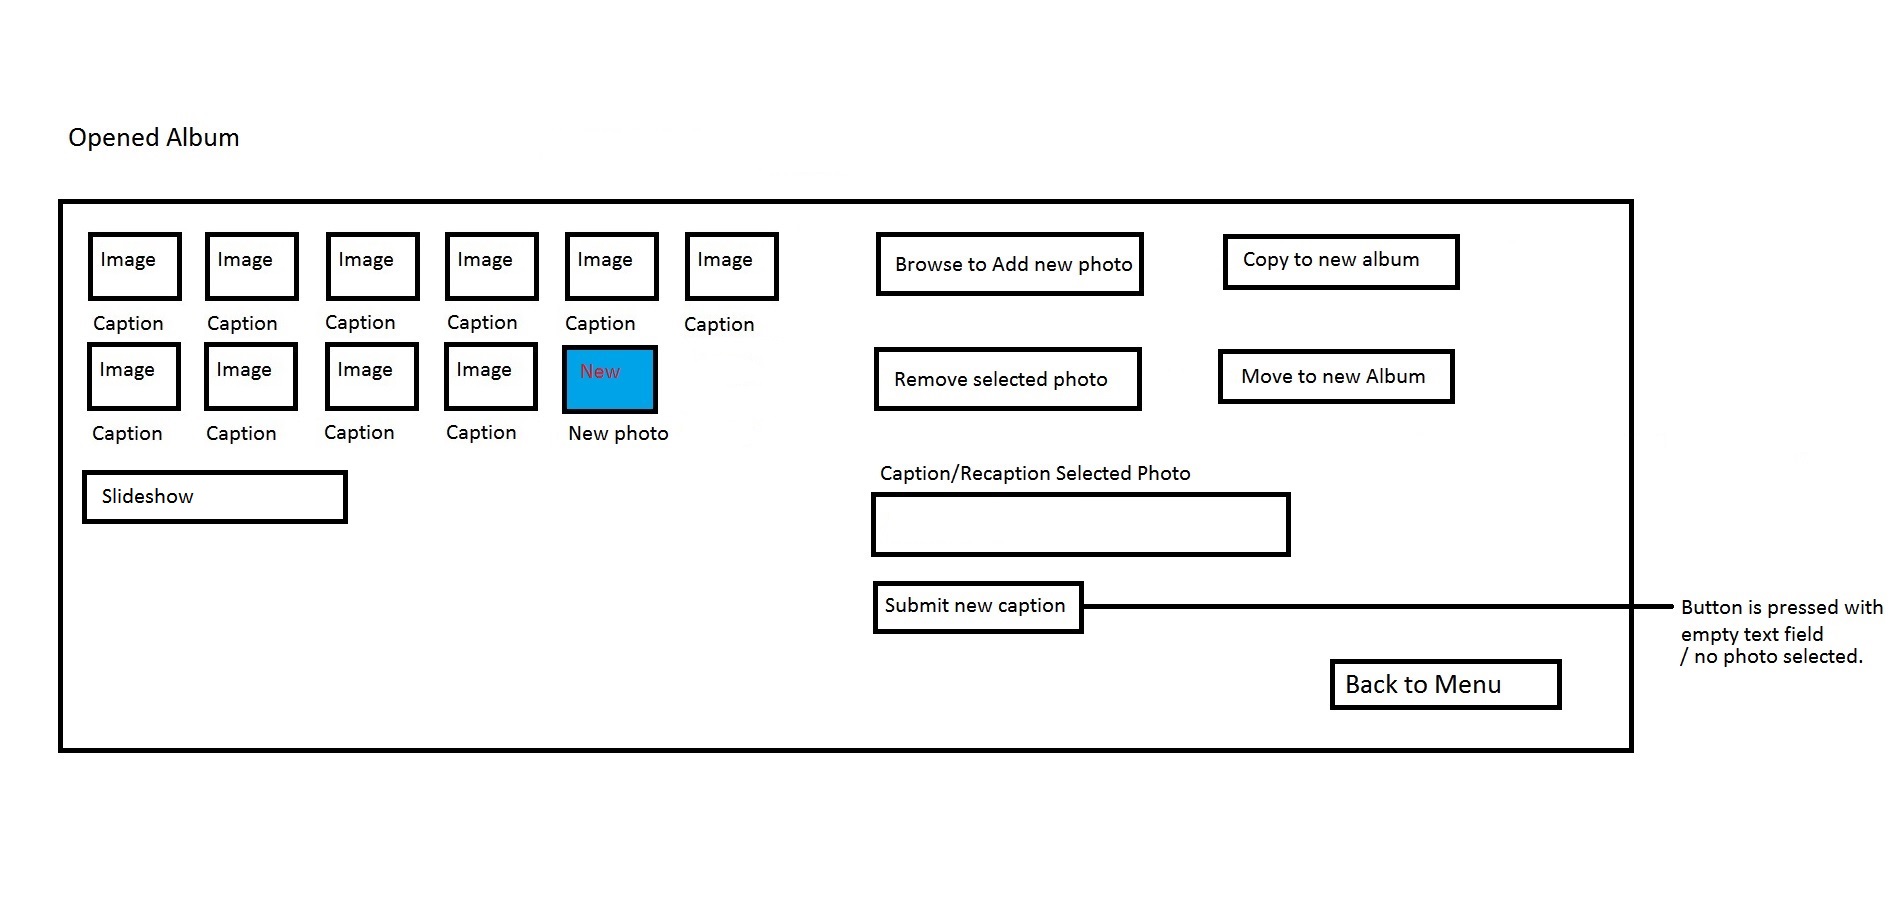 Opened Album
Image Image Image Image Image Image
Caption Caption Caption Caption Caption Caption
Image Image Image Image New
Caption Caption Caption Caption New photo
Slideshow
Browse to Add new photo
Copy to new album
Remove selected photo
Move to new Album
Caption/Recaption Selected Photo
Submit new caption
Button is pressed with
empty text field
/ no photo selected.
Back to Menu